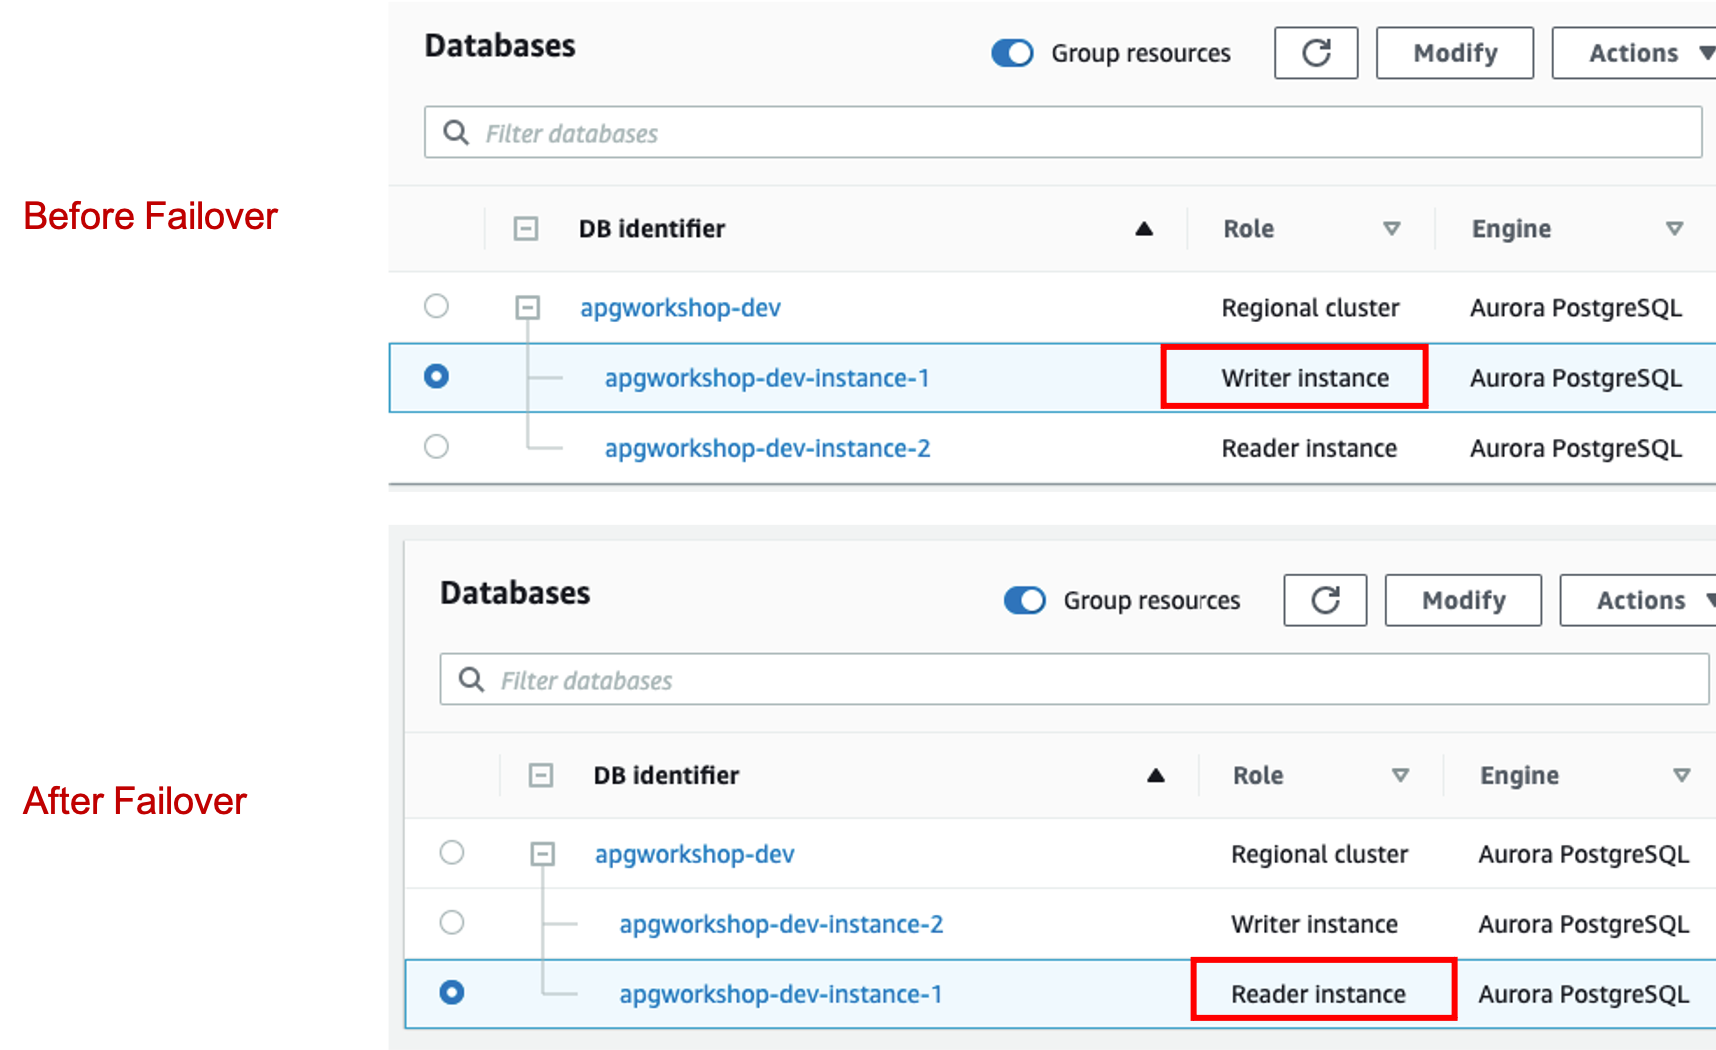 Databases Group resources Modify Actions
Filter databases
Before Failover
DB identifier Role Engine
apgworkshop-dev Regional cluster Aurora PostgreSQL
apgworkshop-dev-instance-1 Writer instance Aurora PostgreSQL
apgworkshop-dev-instance-2 Reader instance Aurora PostgreSQL
Databases Group resources Modify Actions
Filter databases
DB identifier Role Engine
After Failover
apgworkshop-dev Regional cluster Aurora PostgreSQL
apgworkshop-dev-instance-2 Writer instance Aurora PostgreSQL
apgworkshop-dev-instance-1 Reader instance Aurora PostgreSQL